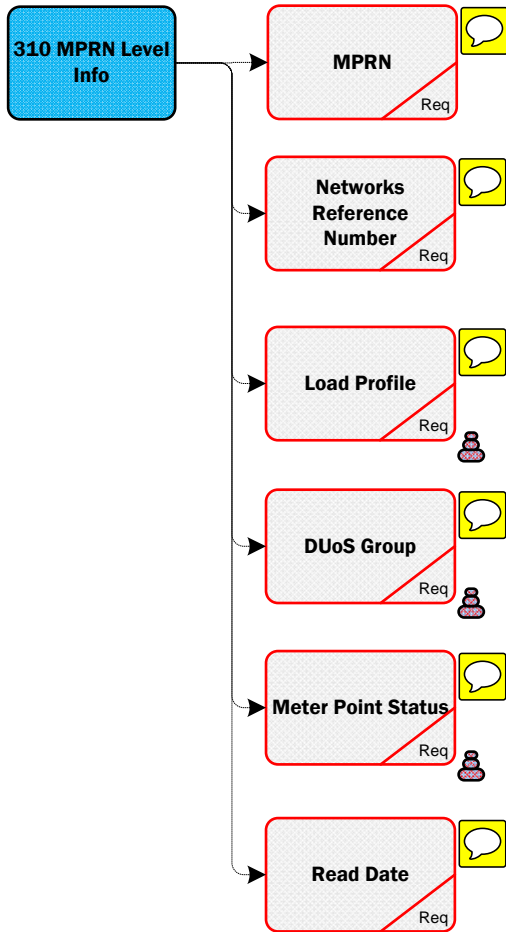 310 MPRN Level
Info
MPRN
Req
Networks
Reference
Number
Req
Load Profile
Req
DUoS Group
Req
Meter Point Status
Req
Read Date
Req